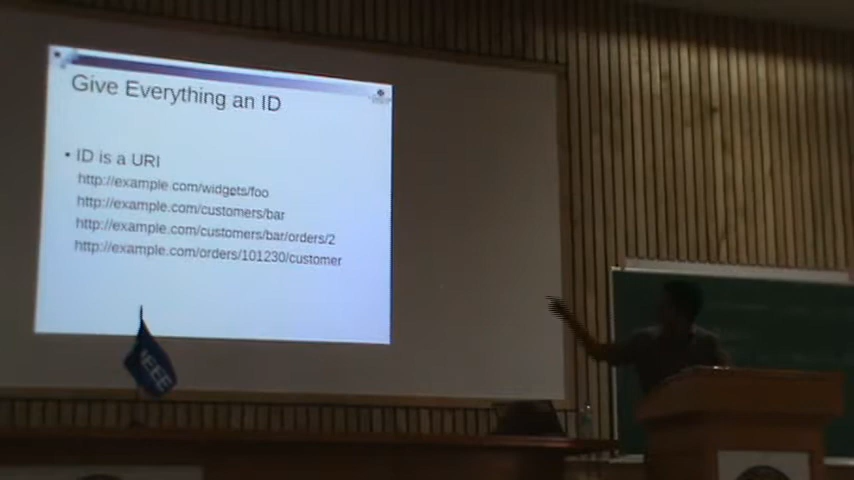 Give Everything an ID
• ID is a URI
http://example.com/widgets/foo
http://example.com/customers/bar
http://example.com/customers/bar/orders/2
http://example.com/orders/101230/customer
IEEE